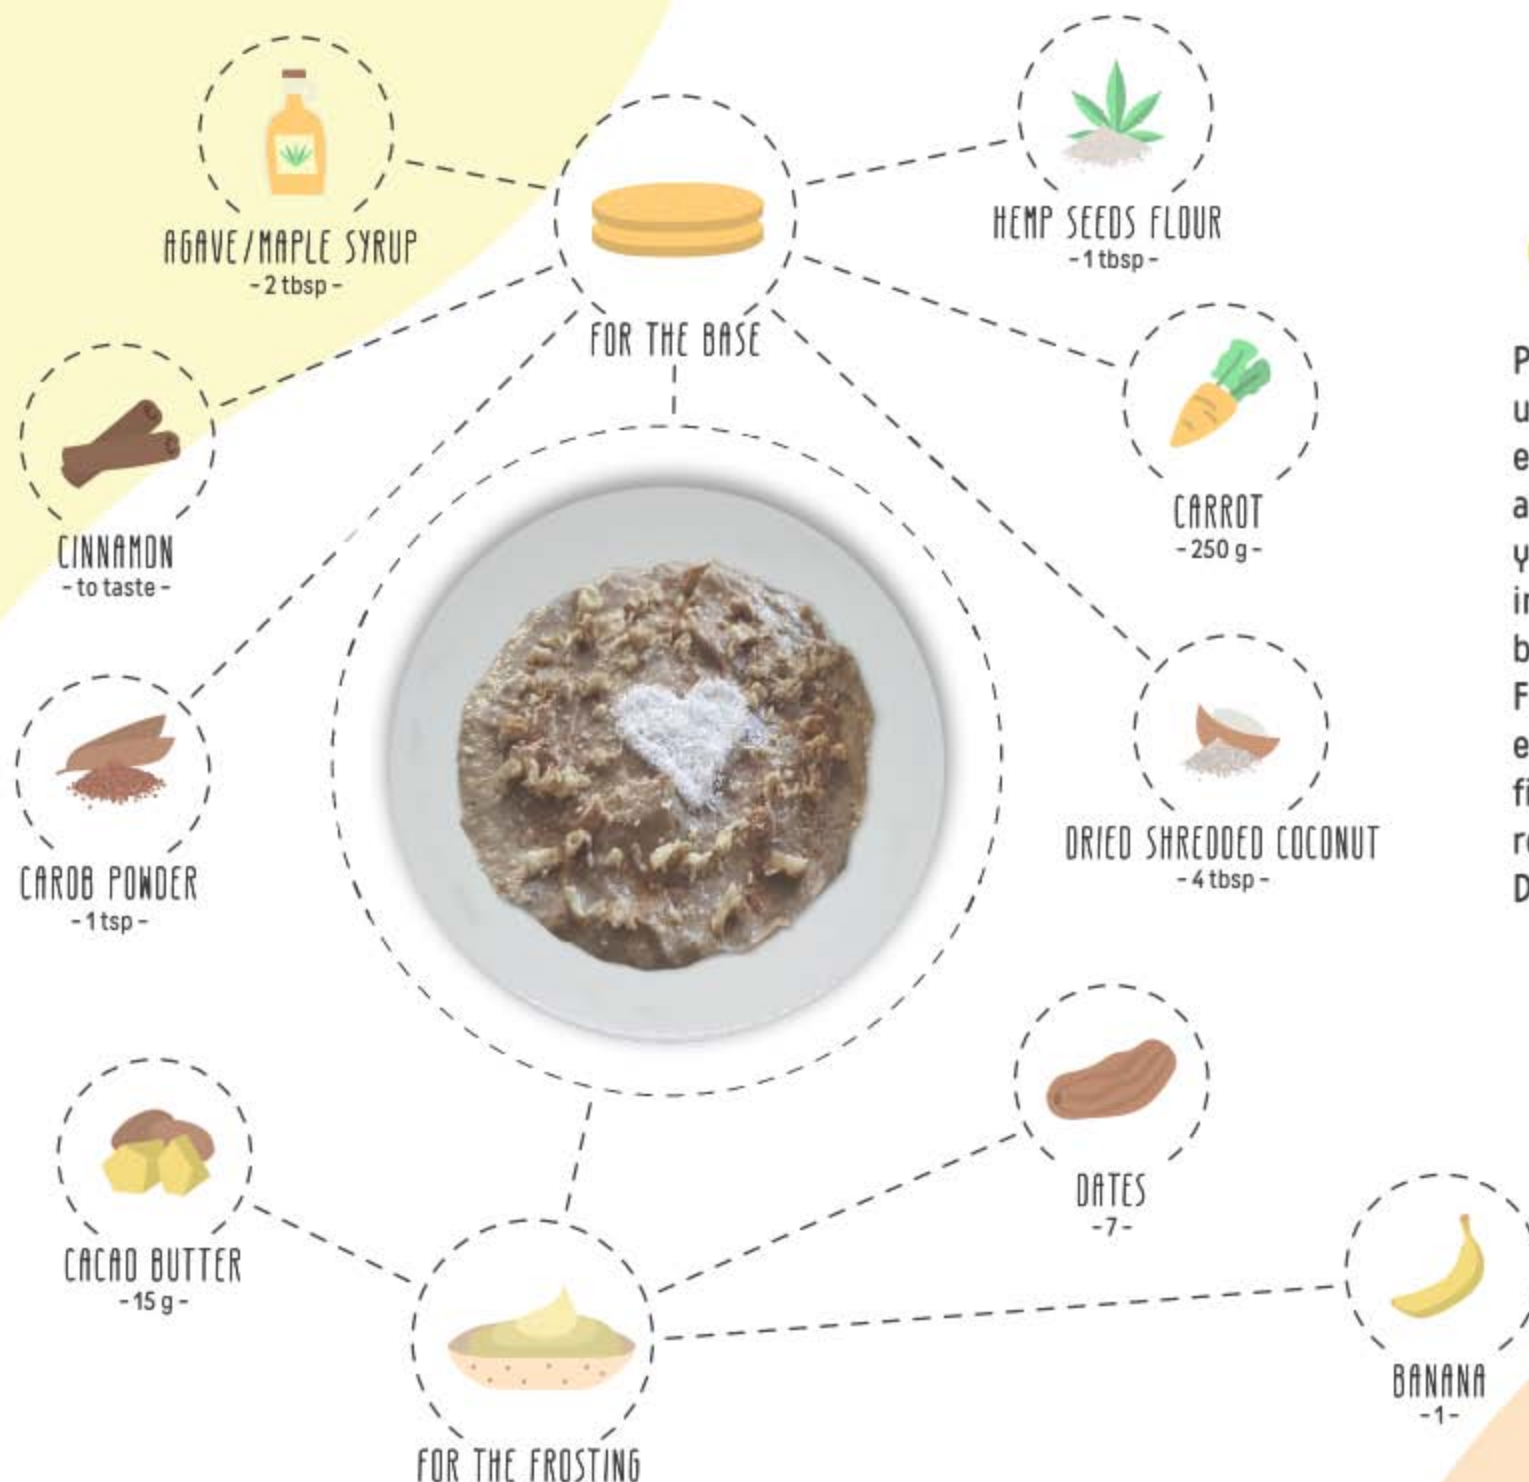 AGAVE/MAPLE SYRUP
- 2 tbsp -
HEMP SEEDS FLOUR
- 1 tbsp -
FOR THE BASE
CINNAMON
- to taste -
CARROT
- 250 g -
CAROB POWDER
- 1 tsp -
DRIED SHREDDED COCONUT
- 4 tbsp -
CACAO BUTTER
- 15 g -
DATES
- 7 -
BANANA
- 1 -
FOR THE FROSTING